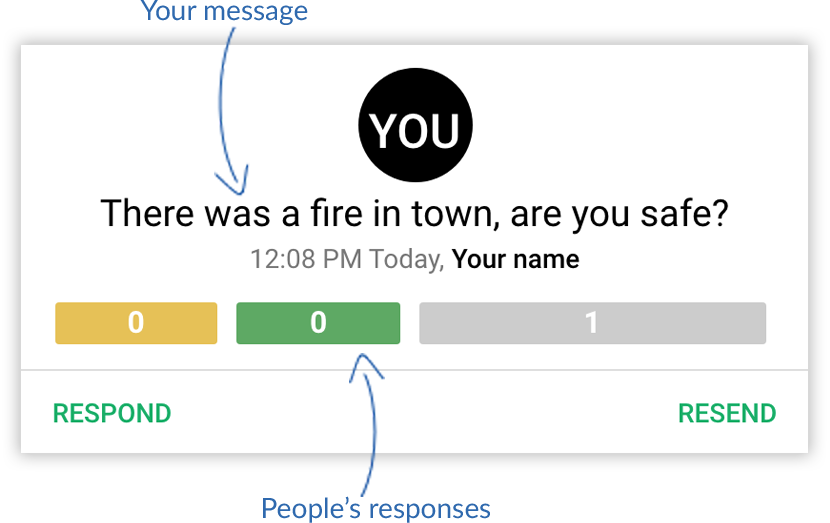 Your message
YOU
There was a fire in town, are you safe?
12:08 PM Today, Your name
0 0 1
RESPOND RESEND
People’s responses